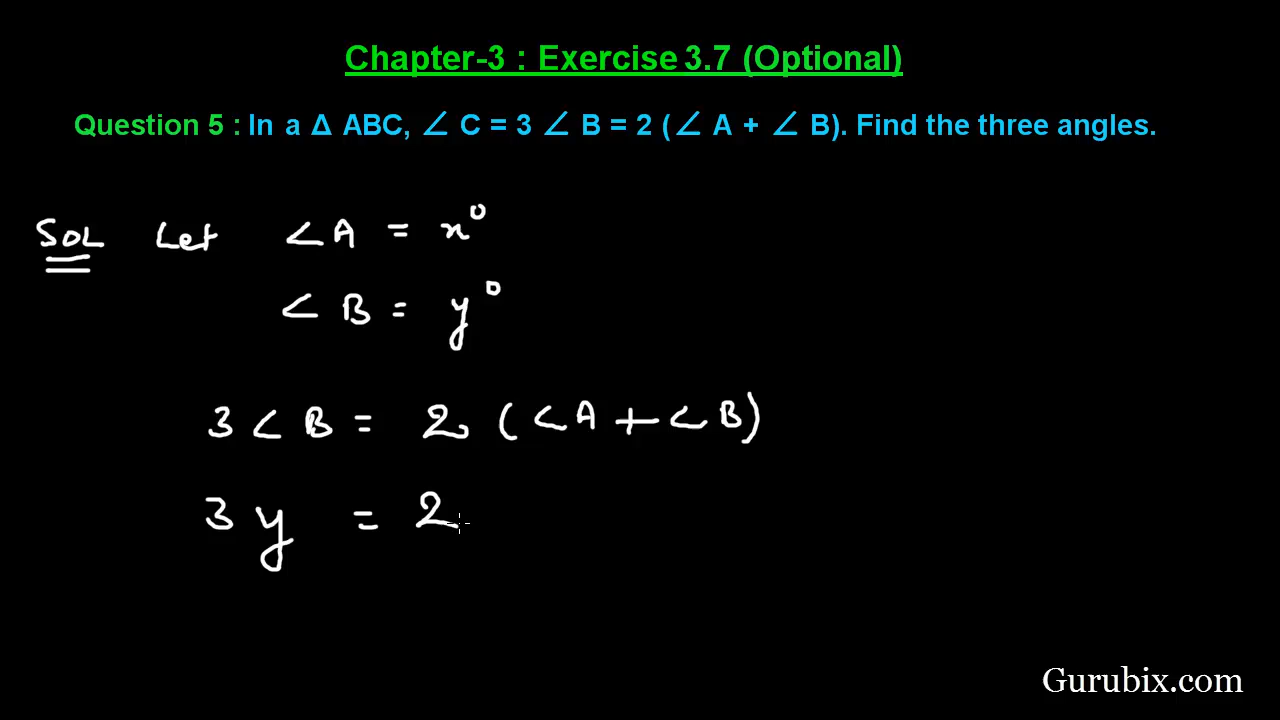 Chapter-3 : Exercise 3.7 (Optional)
Question 5 : In a Δ ABC, ∠ C = 3 ∠ B = 2 (∠ A + ∠ B). Find the three angles.
SOL Let ∠A = x°
∠B = y°
3∠B = 2(∠A + ∠B)
3y = 2
Gurubix.com